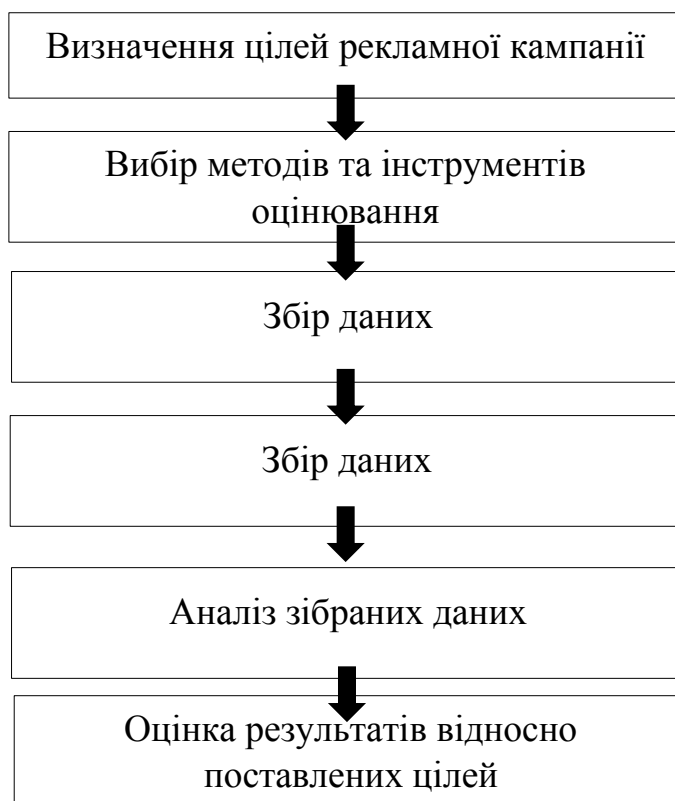 Визначення цілей рекламної кампанії
Вибір методів та інструментів
оцінювання
Збір даних
Збір даних
Аналіз зібраних даних
Оцінка результатів відносно
поставлених цілей